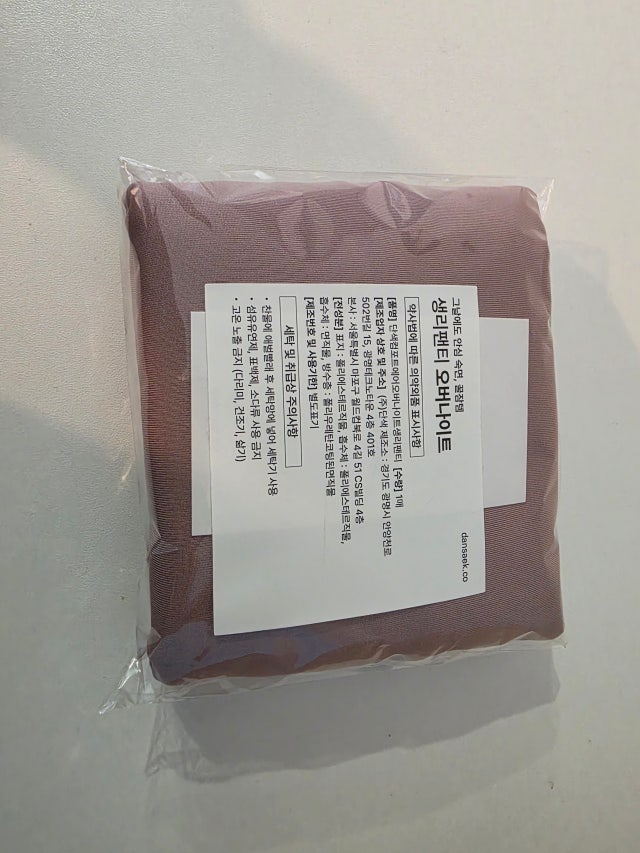 그날에도 안심 숙면, 꿀잠템
생리팬티 오버나이트
dansaek.co
약사법에 따른 의약외품 표시사항
[품명] 단색컴포트에어오버나이트생리팬티 [수량] 1매
[제조업자 상호 및 주소] (주)단색 제조소 : 경기도 광명시 안양천로
502번길 15, 광명테크노타운 4층 401호
본사 : 서울특별시 마포구 월드컵북로 4길 51 CS빌딩 4층
[전성분] 표지 : 폴리에스테르직물, 흡수체 : 폴리에스테르직물,
흡수체 : 면직물, 방수층 : 폴리우레탄코팅된면직물
[제조번호 및 사용기한] 별도표기
세탁 및 취급상 주의사항
• 찬물에 애벌빨래 후 세탁망에 넣어 세탁기 사용
• 섬유유연제, 표백제, 소다류 사용 금지
• 고온 노출 금지 (다리미, 건조기, 삶기)